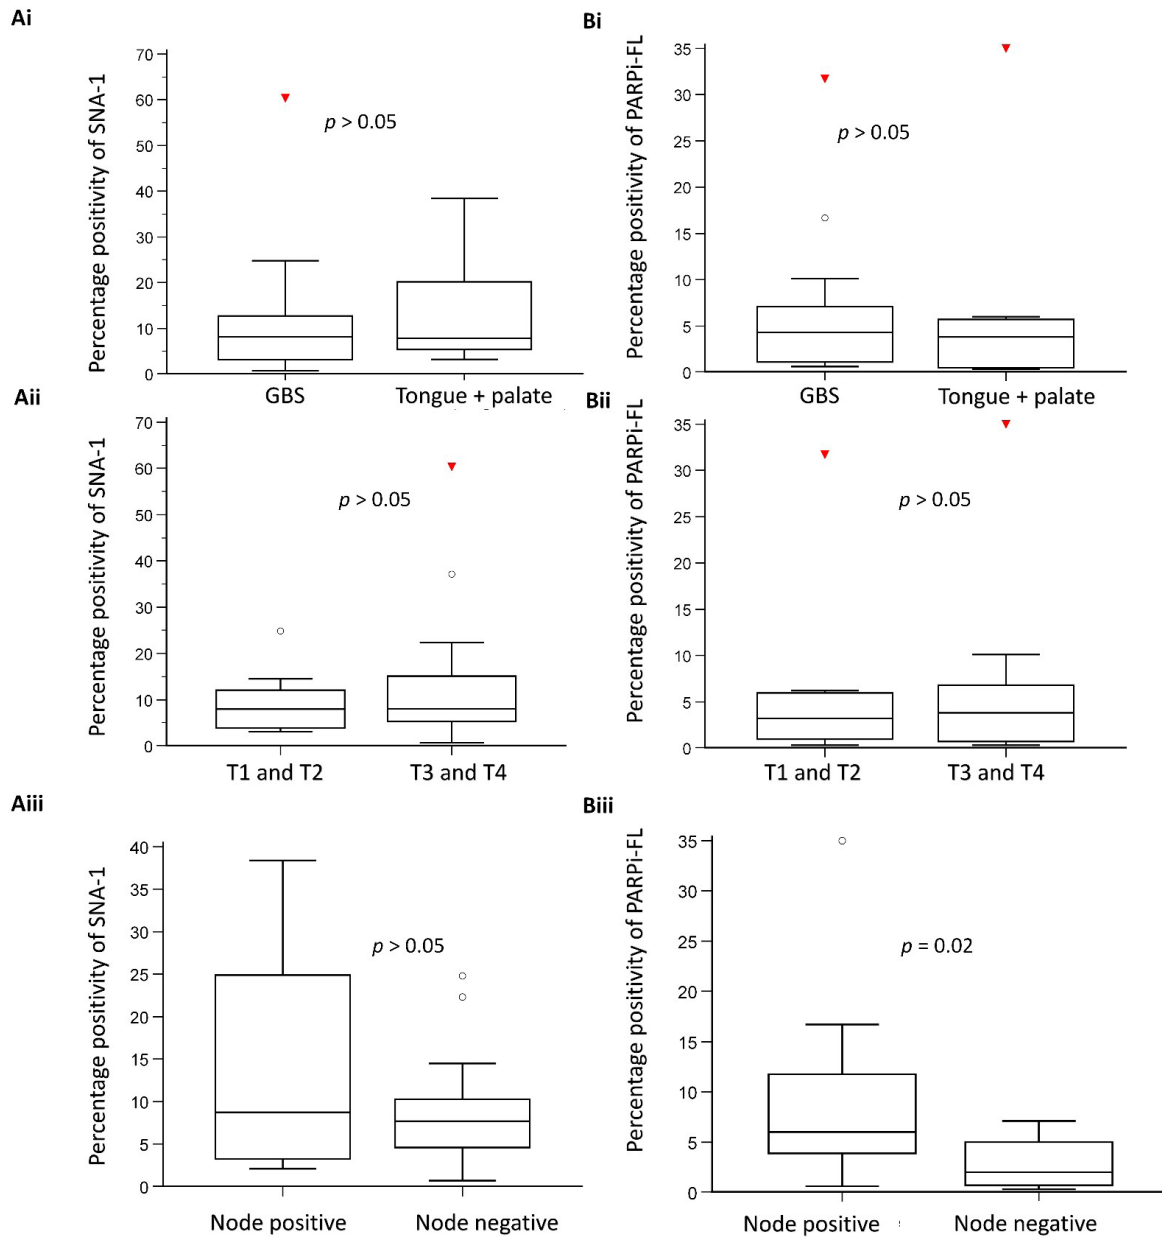 Ai
Percentage positivity of SNA-1
70
60
50
40
30
20
10
0
p > 0.05
GBS
Tongue + palate
Bi
Percentage positivity of PARPi-FL
35
30
25
20
15
10
5
0
p > 0.05
GBS
Tongue + palate
Aii
Percentage positivity of SNA-1
70
60
50
40
30
20
10
0
p > 0.05
T1 and T2
T3 and T4
Bii
Percentage positivity of PARPi-FL
35
30
25
20
15
10
5
0
p > 0.05
T1 and T2
T3 and T4
Aiii
Percentage positivity of SNA-1
40
35
30
25
20
15
10
5
0
p > 0.05
Node positive
Node negative
Biii
Percentage positivity of PARPi-FL
35
30
25
20
15
10
5
0
p = 0.02
Node positive
Node negative